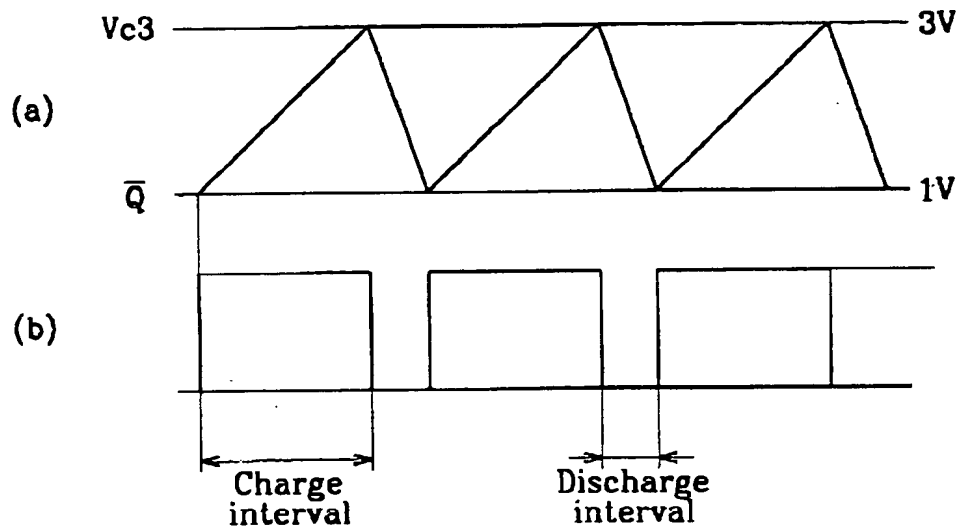 Vc3
3V
(a)
Q̅
1V
(b)
Charge
interval
Discharge
interval